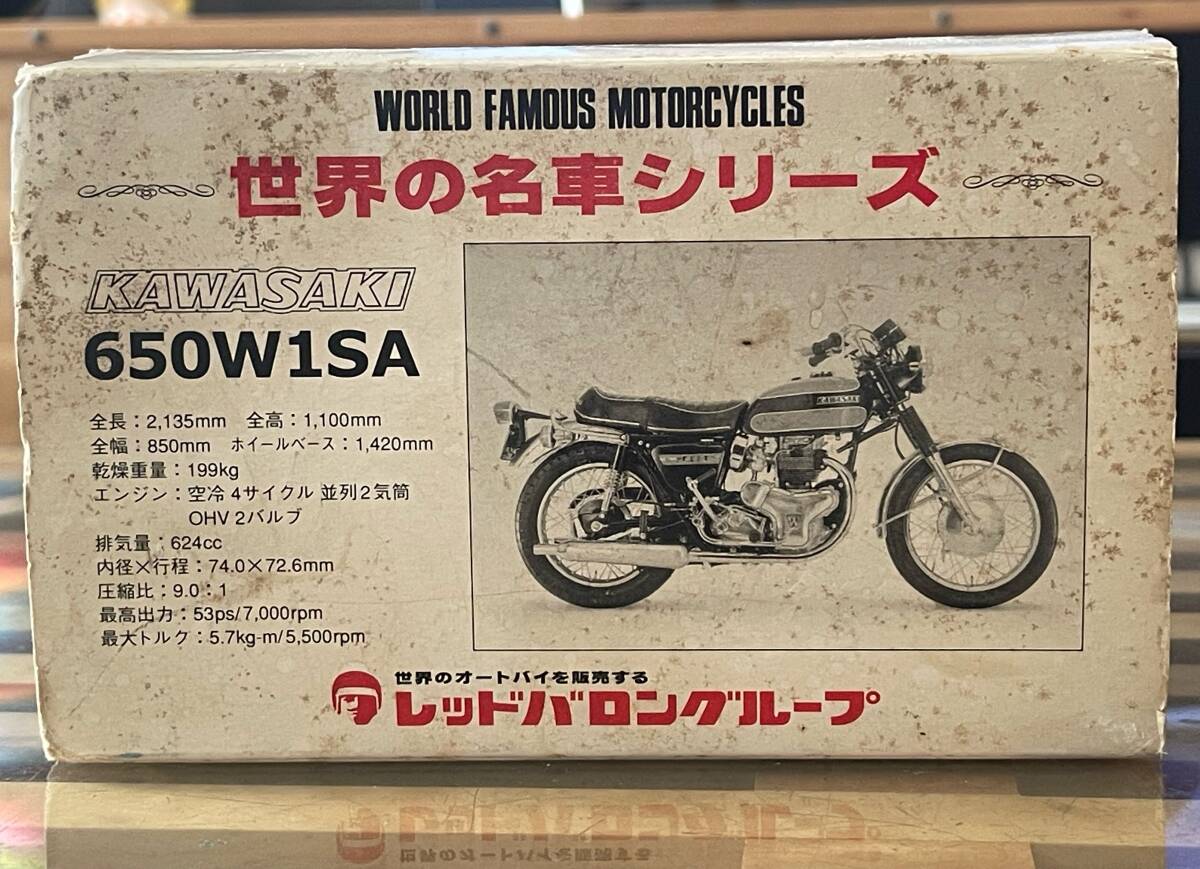 WORLD FAMOUS MOTORCYCLES
世界の名車シリーズ
KAWASAKI
650W1SA
全長：2,135mm　全高：1,100mm
全幅：850mm　ホイールベース：1,420mm
乾燥重量：199kg
エンジン：空冷 4サイクル 並列2気筒
OHV 2バルブ
排気量：624cc
内径×行程：74.0×72.6mm
圧縮比：9.0：1
最高出力：53ps/7,000rpm
最大トルク：5.7kg-m/5,500rpm
KAWASAKI
世界のオートバイを販売する
レッドバロングループ